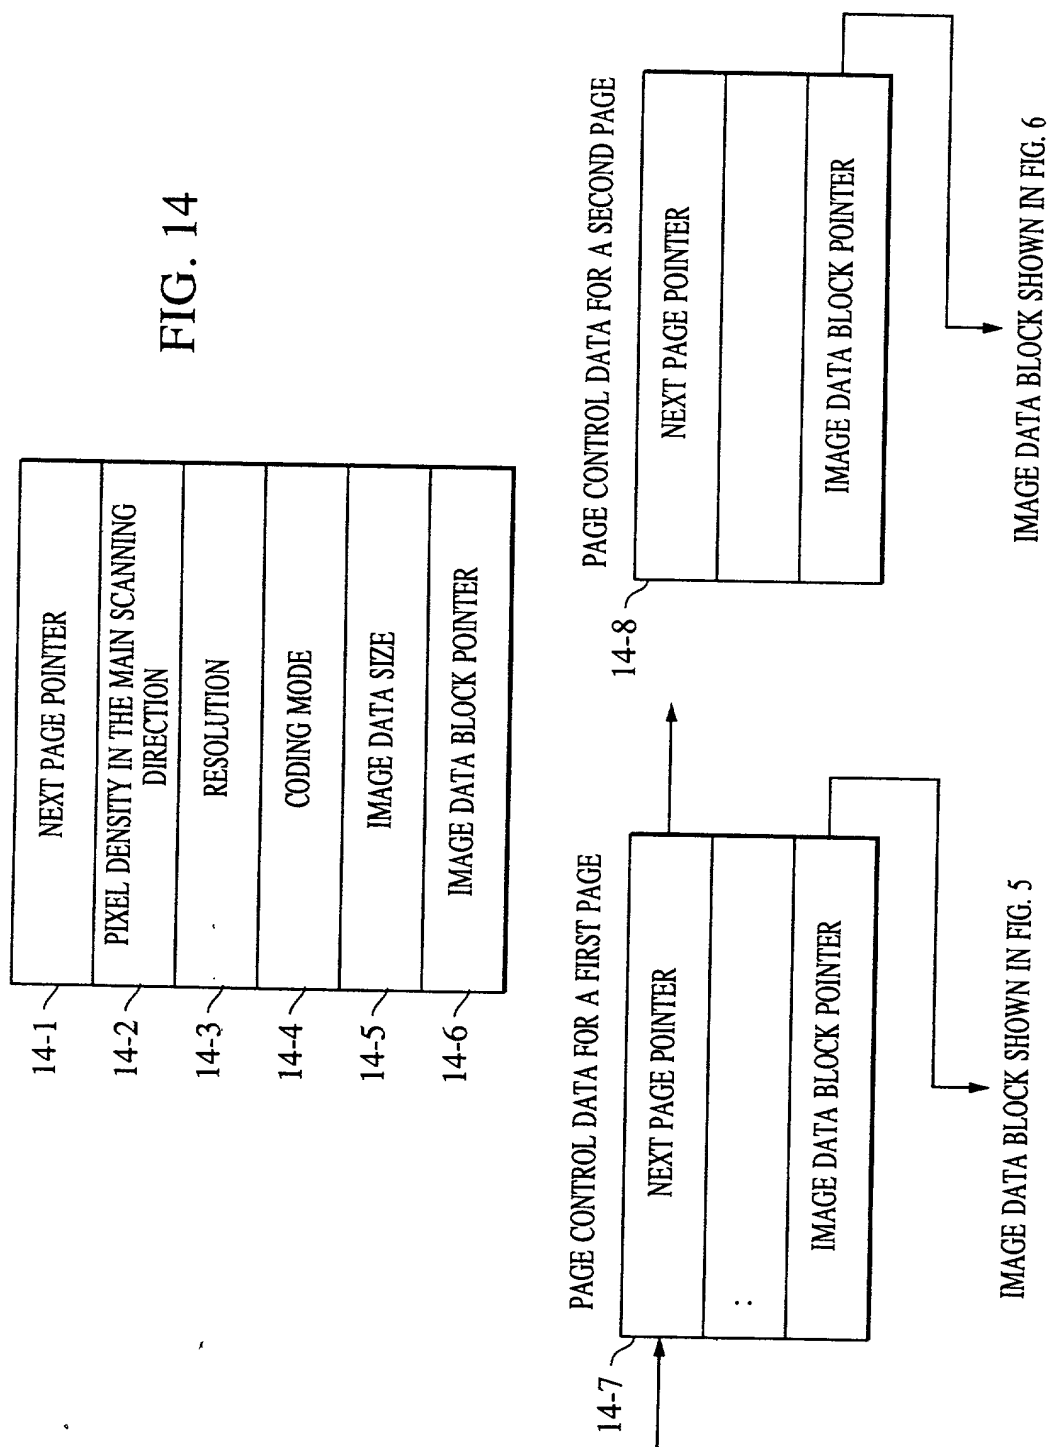 FIG. 14
14-1
NEXT PAGE POINTER
14-2
PIXEL DENSITY IN THE MAIN SCANNING
DIRECTION
14-3
RESOLUTION
14-4
CODING MODE
14-5
IMAGE DATA SIZE
14-6
IMAGE DATA BLOCK POINTER
PAGE CONTROL DATA FOR A FIRST PAGE
14-7
NEXT PAGE POINTER
:
IMAGE DATA BLOCK POINTER
IMAGE DATA BLOCK SHOWN IN FIG. 5
PAGE CONTROL DATA FOR A SECOND PAGE
14-8
NEXT PAGE POINTER
IMAGE DATA BLOCK POINTER
IMAGE DATA BLOCK SHOWN IN FIG. 6